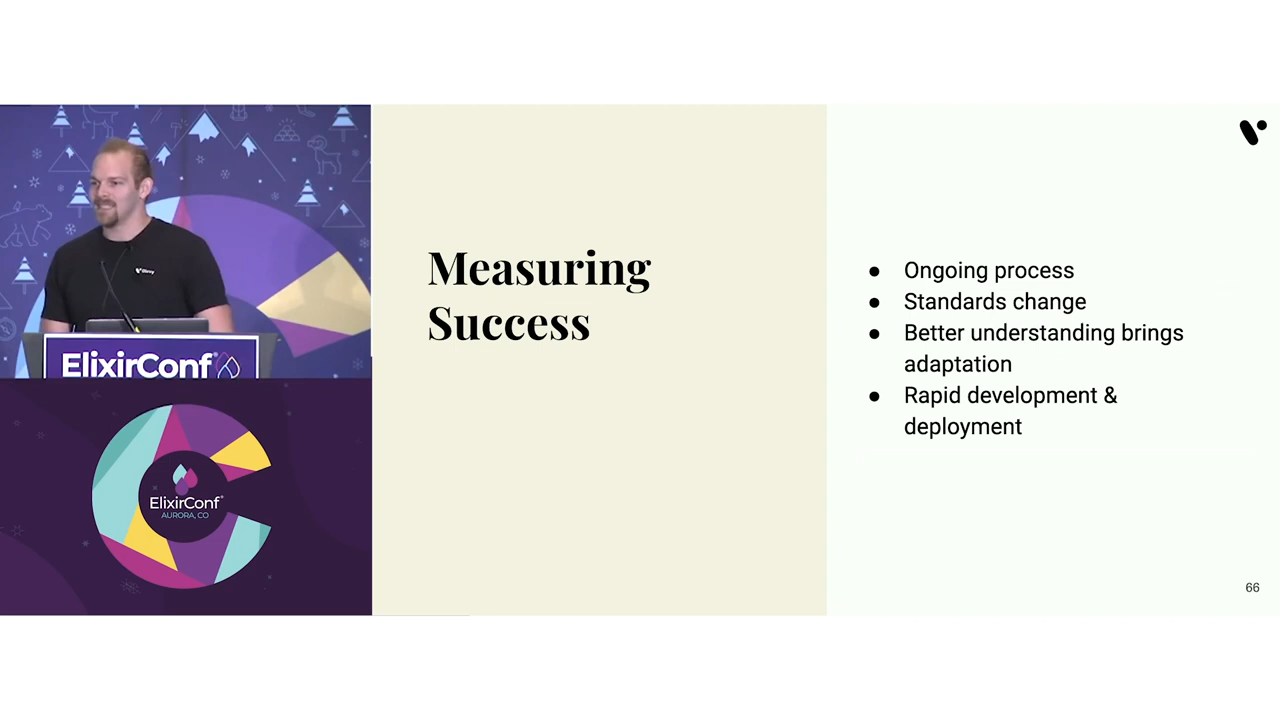 ElixirConf
ElixirConf
AURORA, CO
Measuring
Success
● Ongoing process
● Standards change
● Better understanding brings
adaptation
● Rapid development &
deployment
66